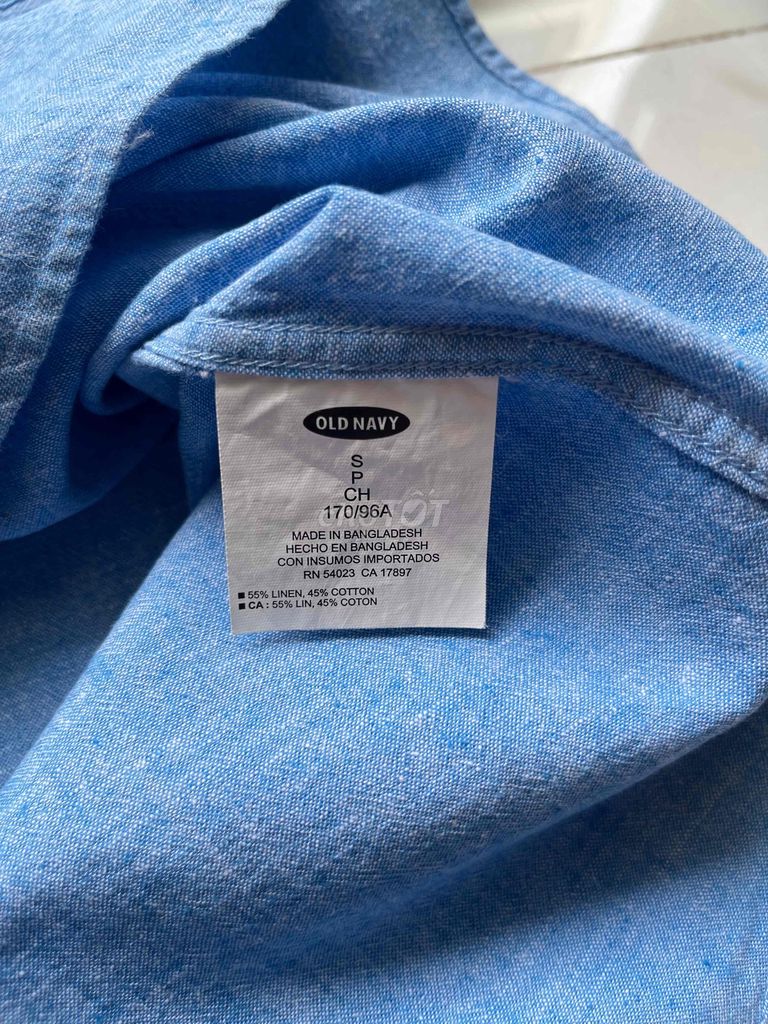 OLD NAVY
S
P
CH
170/96A
CHOTỐT
MADE IN BANGLADESH
HECHO EN BANGLADESH
CON INSUMOS IMPORTADOS
RN 54023 CA 17897
■ 55% LINEN, 45% COTTON
■ CA : 55% LIN, 45% COTON